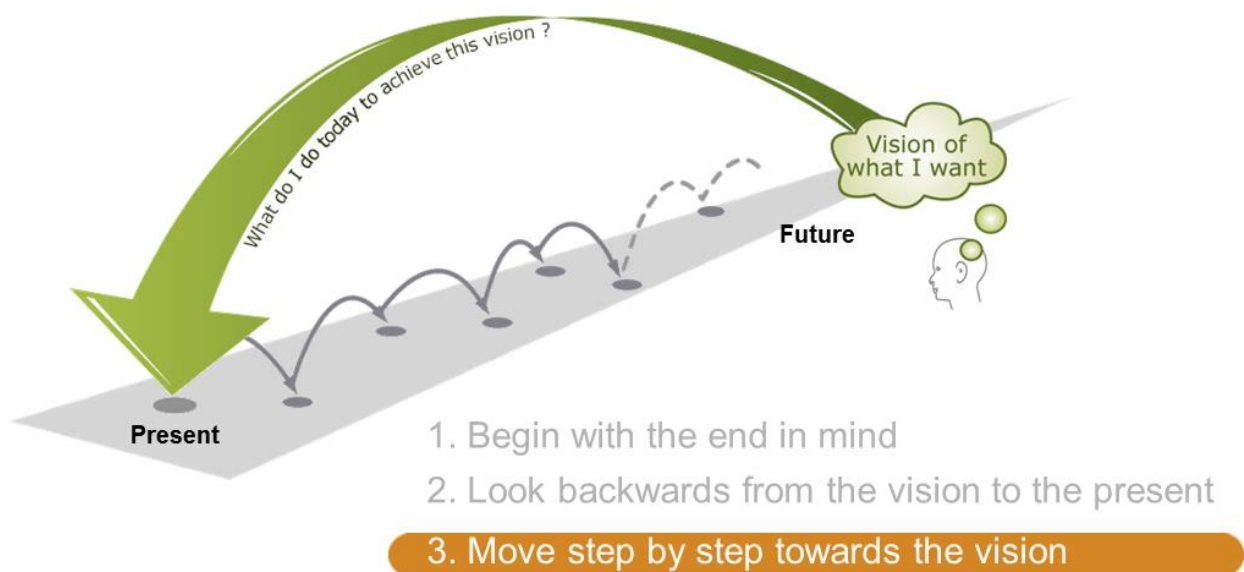 What do I do today to achieve this vision ?
Vision of
what I want
Future
Present
1. Begin with the end in mind
2. Look backwards from the vision to the present
3. Move step by step towards the vision